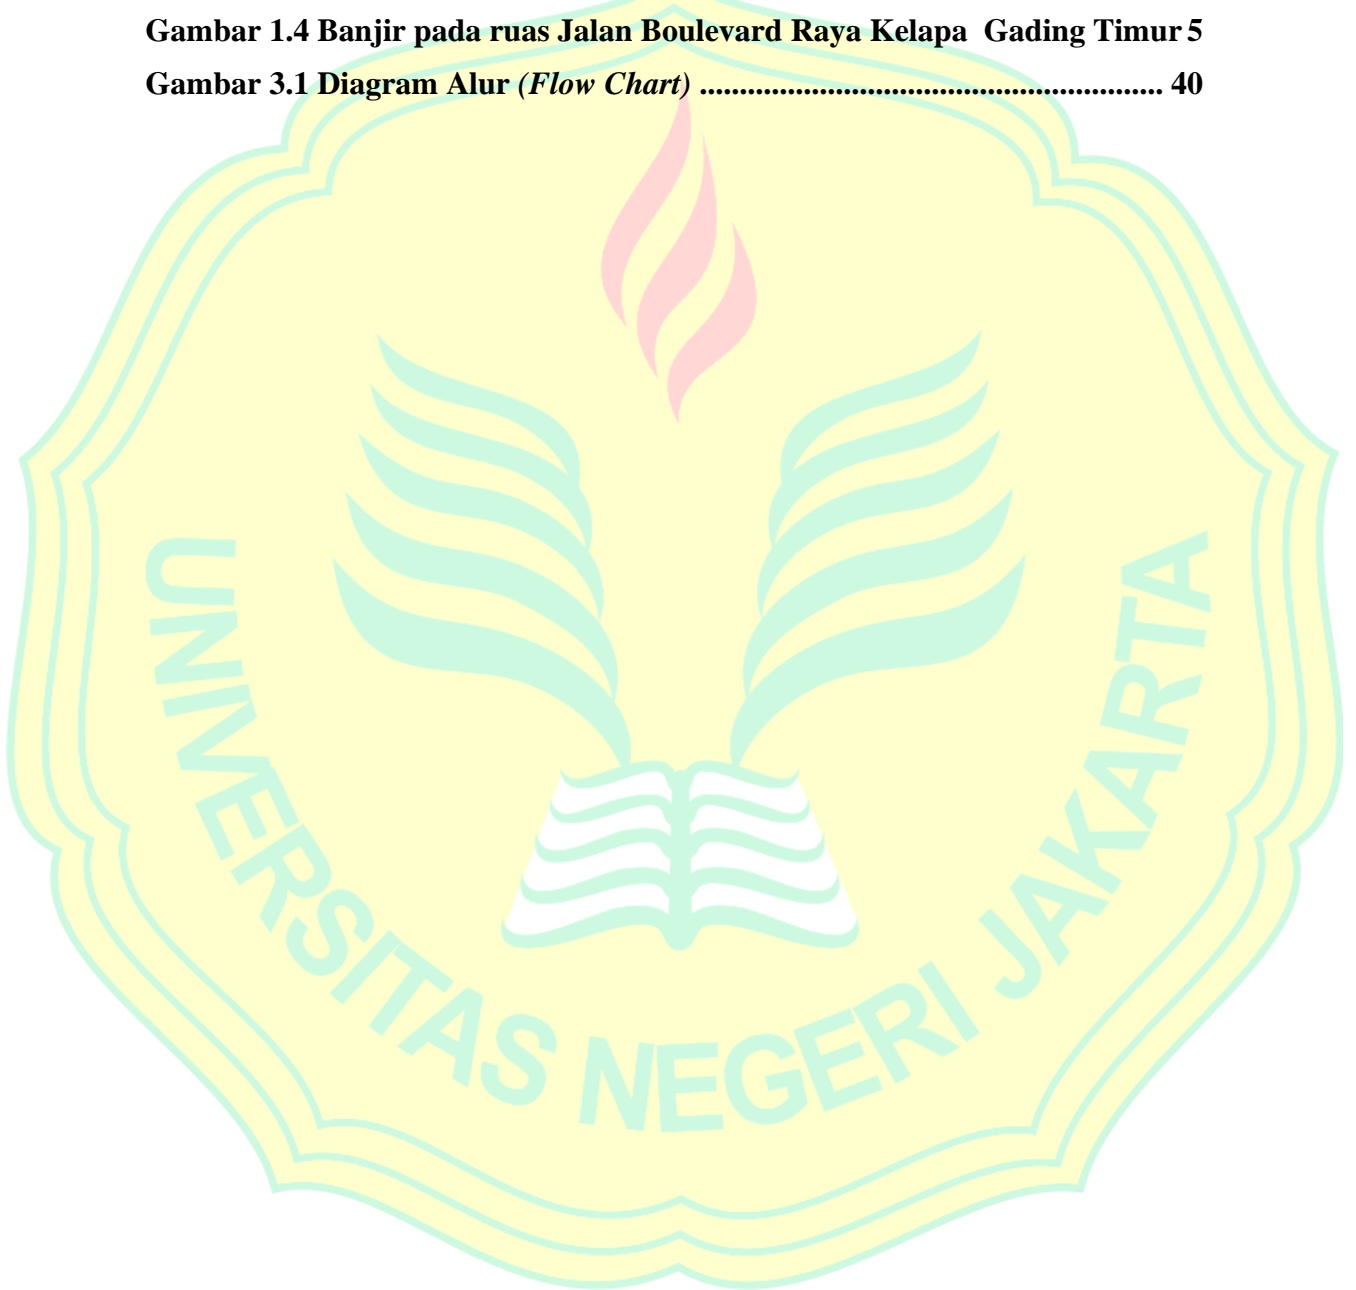 Gambar 1.4 Banjir pada ruas Jalan Boulevard Raya Kelapa  Gading Timur 5
Gambar 3.1 Diagram Alur (Flow Chart) .......................................................... 40
UNIVERSITAS NEGERI JAKARTA